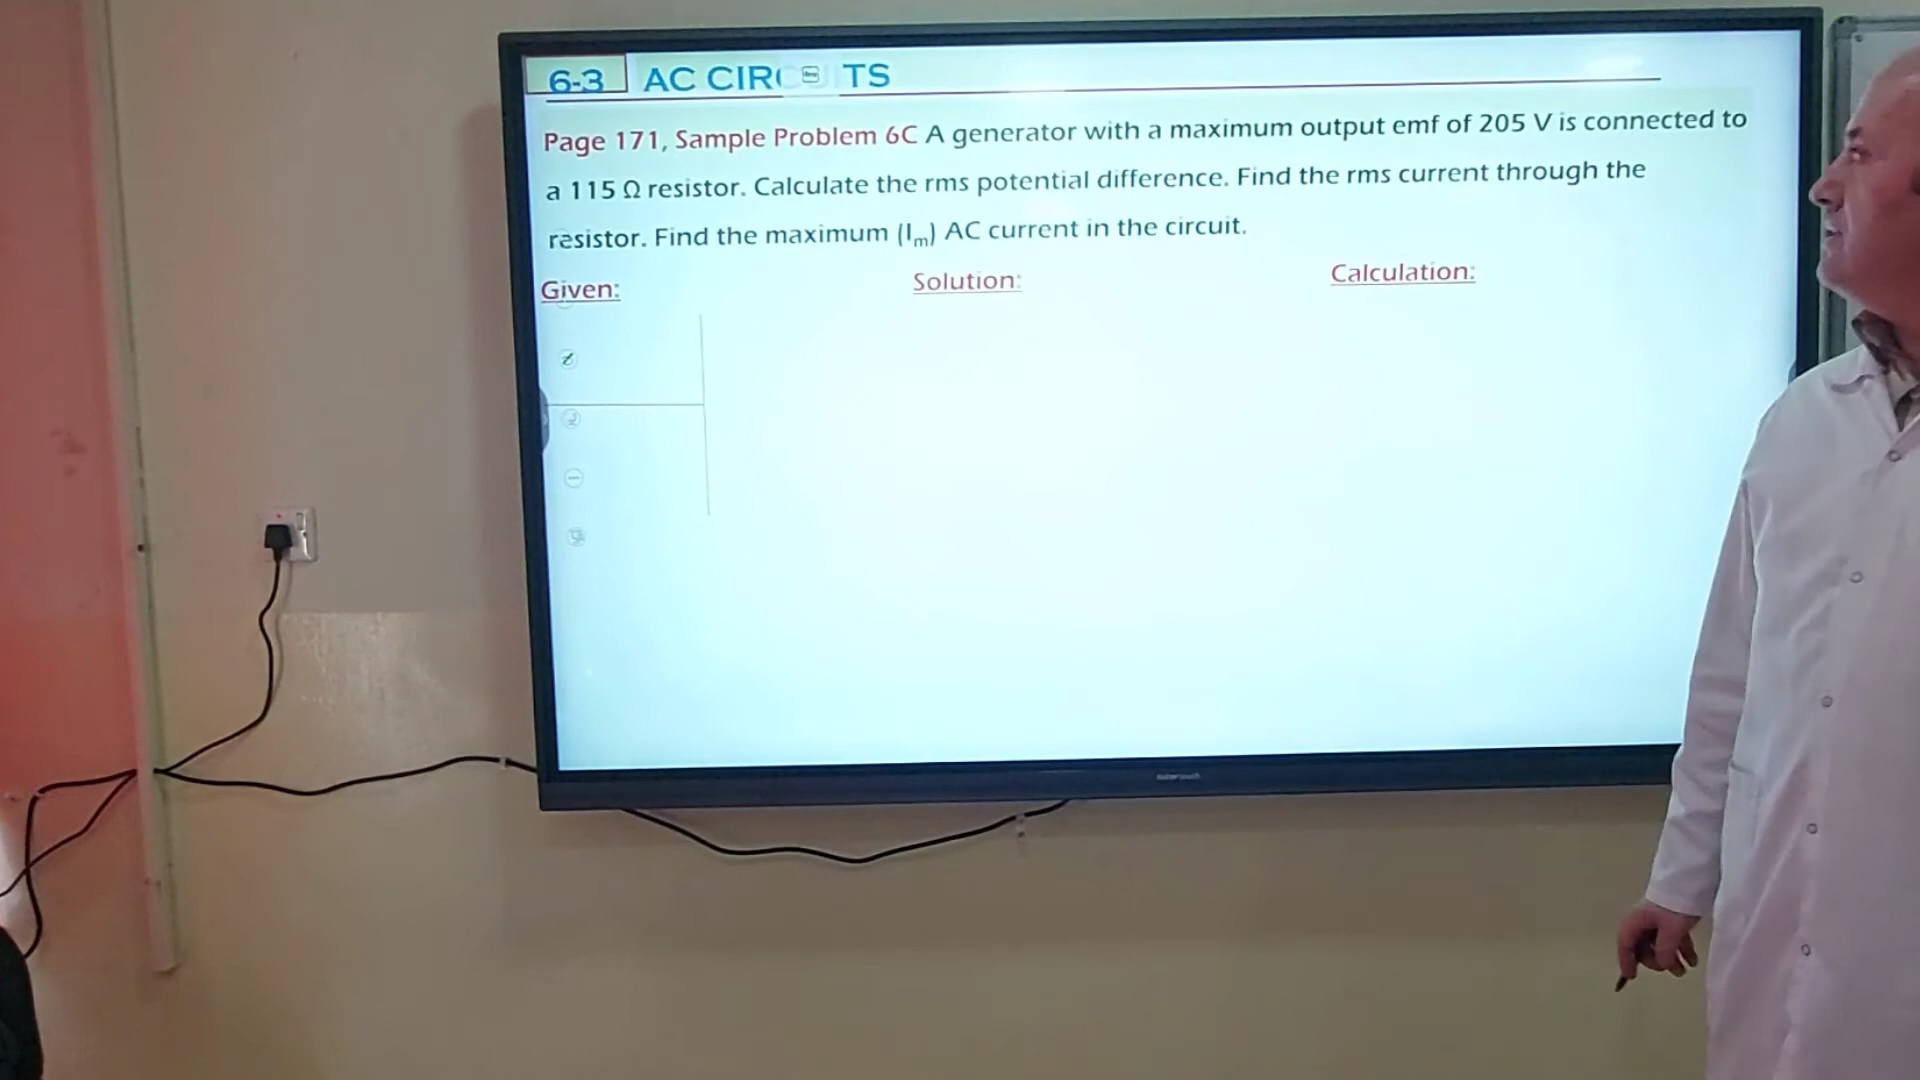 6-3 AC CIRCUITS
Page 171, Sample Problem 6C A generator with a maximum output emf of 205 V is connected to
a 115 Ω resistor. Calculate the rms potential difference. Find the rms current through the
resistor. Find the maximum (Iₘ) AC current in the circuit.
Given: Solution: Calculation: